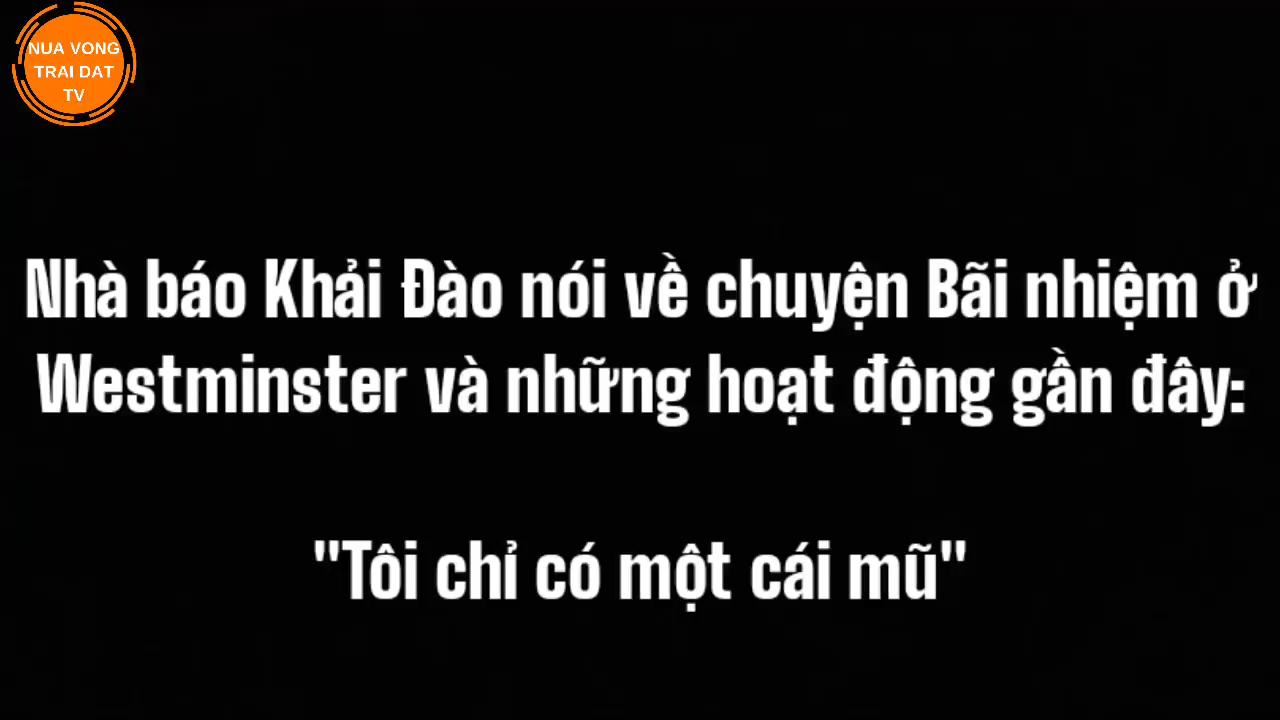 NUA VONG
TRAI DAT
TV
Nhà báo Khải Đào nói về chuyện Bãi nhiệm ở
Westminster và những hoạt động gần đây:
"Tôi chỉ có một cái mũ"